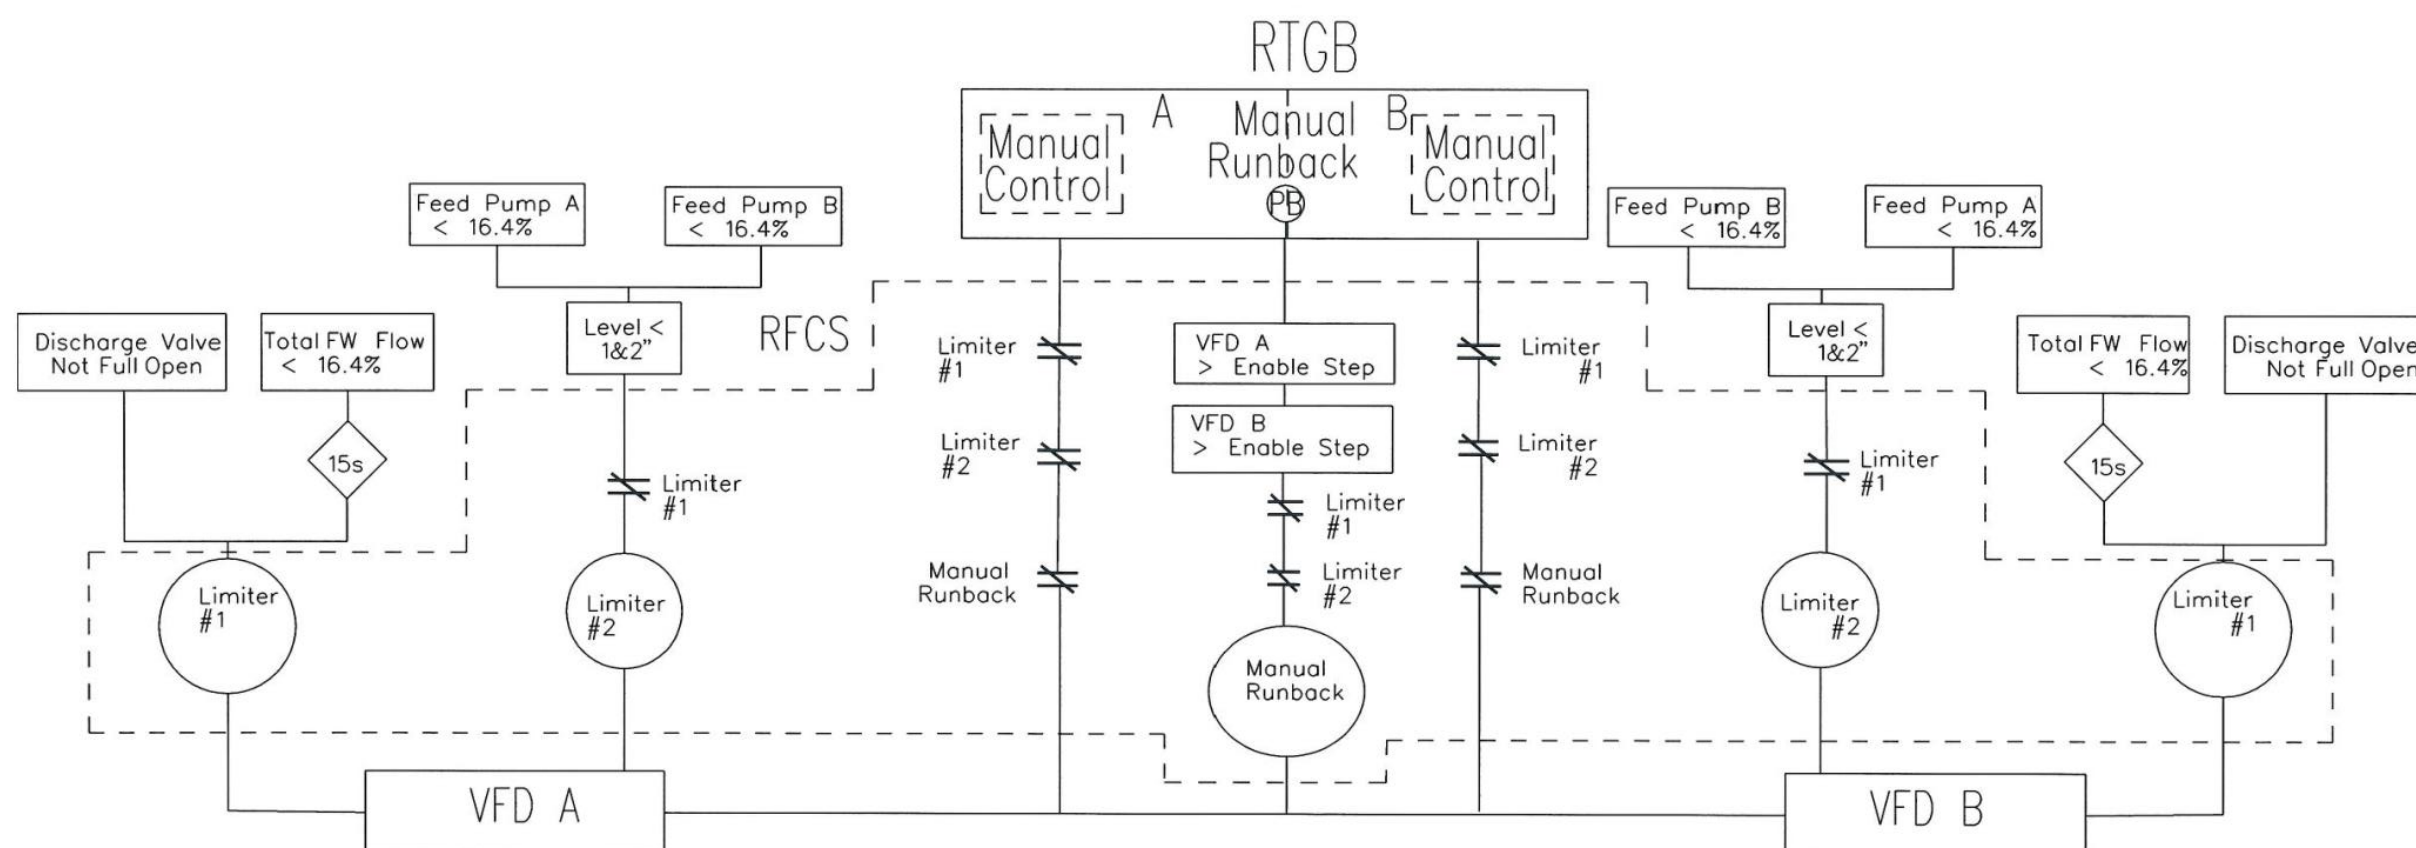 RTGB
Manual
Control
A
Manual
Runback
PB
B
Manual
Control
Feed Pump A
< 16.4%
Feed Pump B
< 16.4%
Feed Pump B
< 16.4%
Feed Pump A
< 16.4%
Discharge Valve
Not Full Open
Total FW Flow
< 16.4%
Level <
1&2"
RFCS
Limiter
#1
VFD A
> Enable Step
Limiter
#1
Level <
1&2"
Total FW Flow
< 16.4%
Discharge Valve
Not Full Open
15s
Limiter
#1
Limiter
#2
VFD B
> Enable Step
Limiter
#2
Limiter
#1
15s
Limiter
#1
Limiter
#1
Limiter
#2
Manual
Runback
Limiter
#2
Manual
Runback
Limiter
#2
Limiter
#1
Manual
Runback
VFD A
VFD B